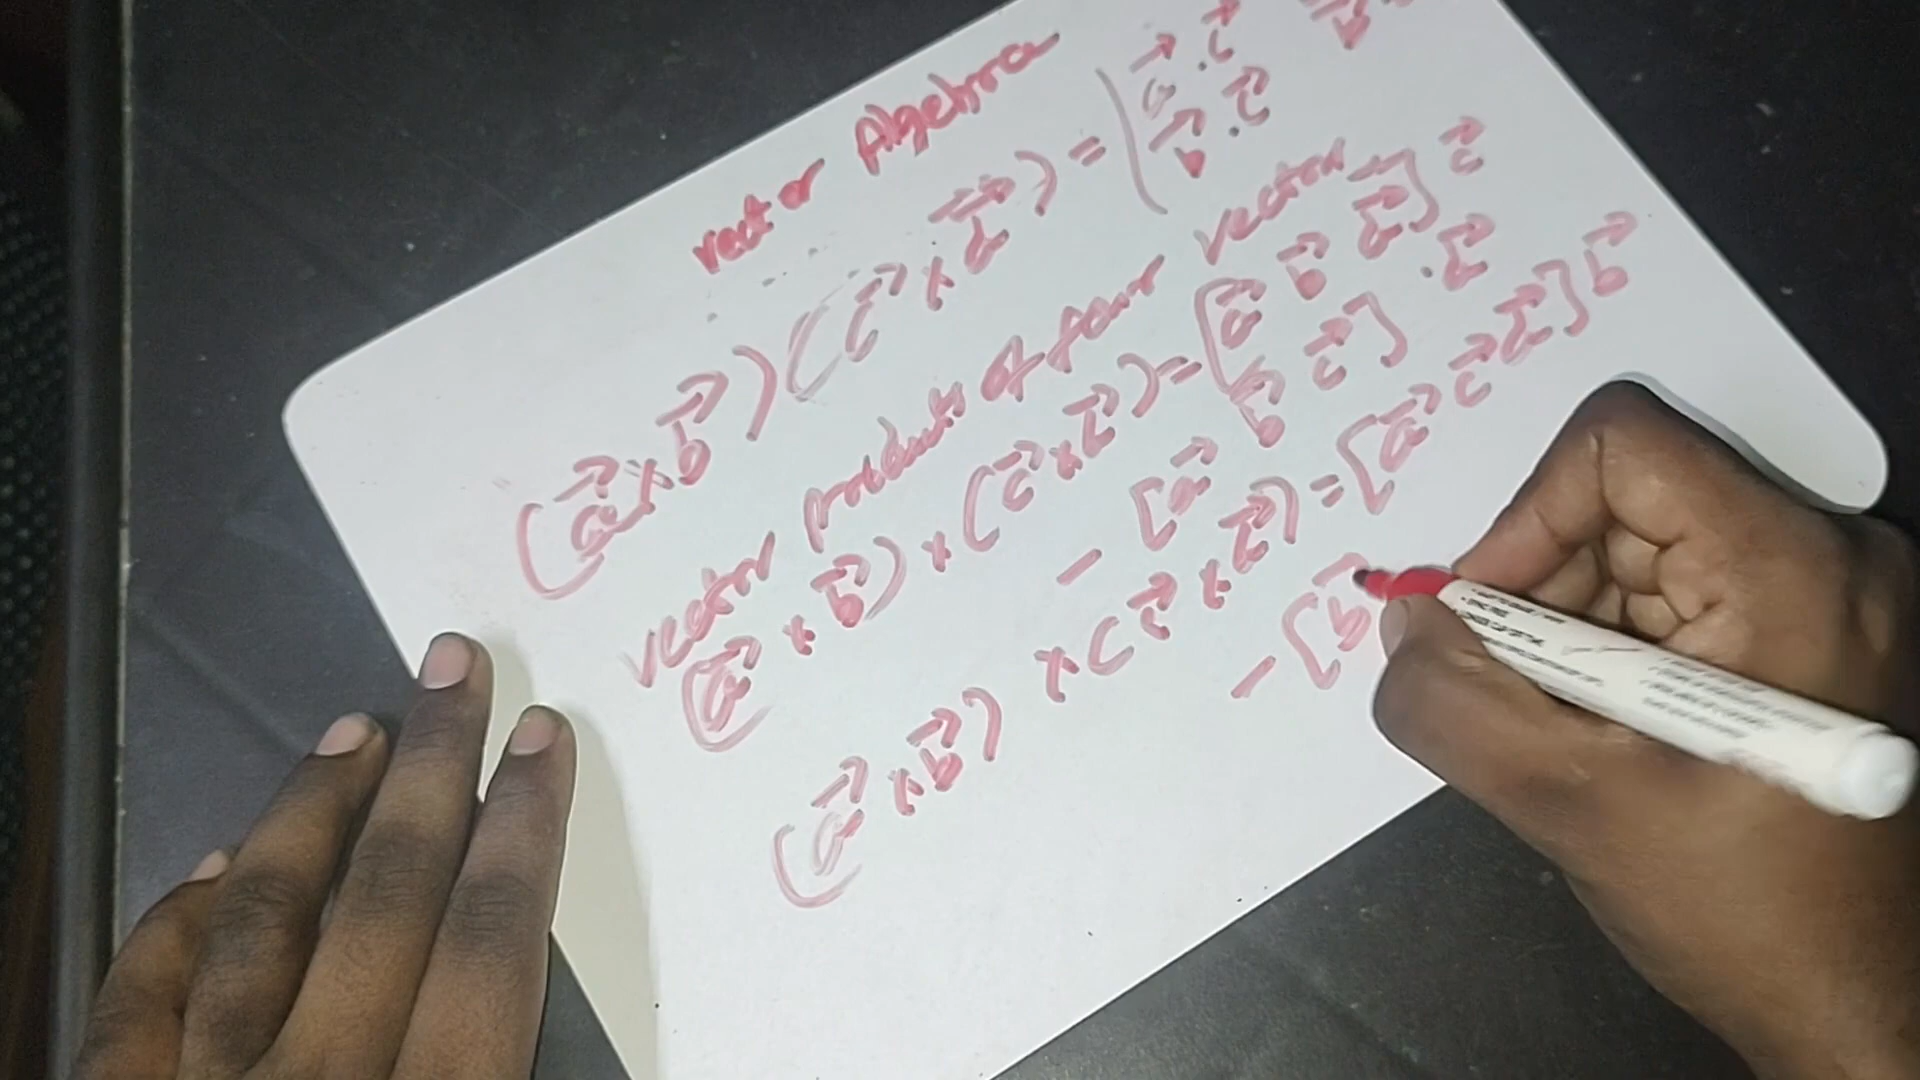 vector Algebra
(a⃗×b⃗)(c⃗×d⃗)=|a⃗.c⃗
b⃗.c⃗
vector products of four vectors
(a⃗×b⃗)×(c⃗×c⃗)=[a⃗ b⃗ d⃗]c⃗
-[a⃗ b⃗ c⃗].c⃗
(a⃗×b⃗)×(c⃗×c⃗)=[a⃗ c⃗ c⃗]b⃗
-[b⃗